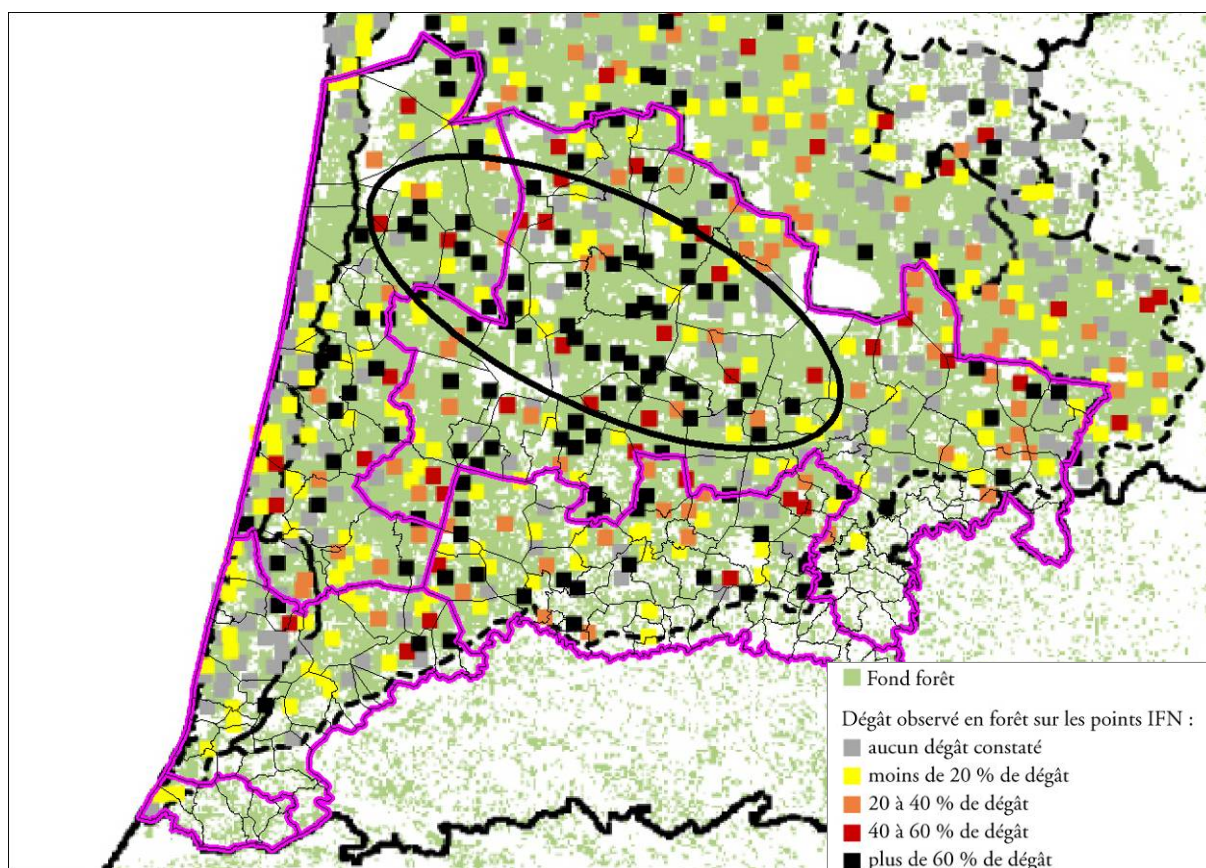 Fond forêt
Dégât observé en forêt sur les points IFN :
aucun dégât constaté
moins de 20 % de dégât
20 à 40 % de dégât
40 à 60 % de dégât
plus de 60 % de dégât